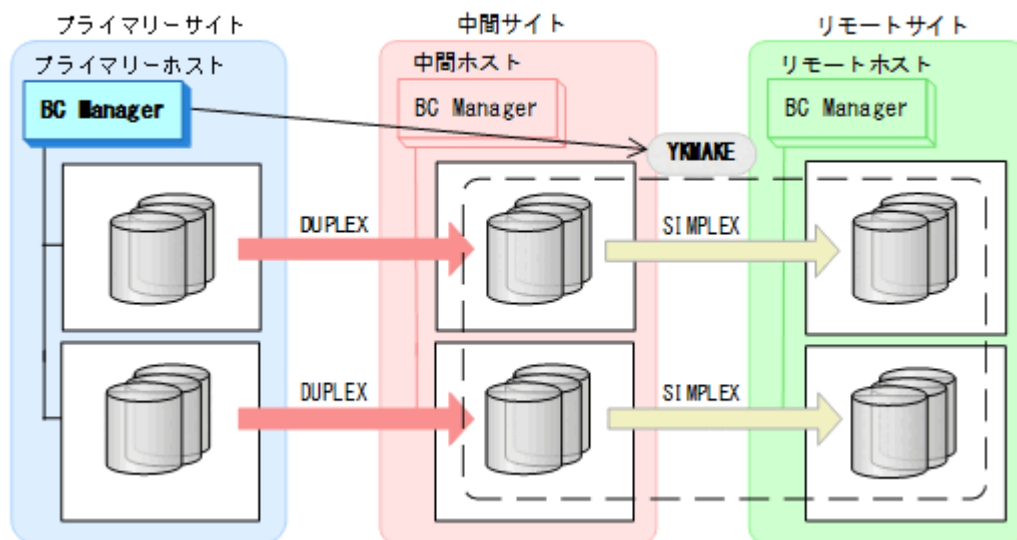 プライマリーサイト
中間サイト
リモートサイト
プライマリーホスト
中間ホスト
リモートホスト
BC Manager
BC Manager
BC Manager
YKMAKE
DUPLEX
SIMPLEX
DUPLEX
SIMPLEX